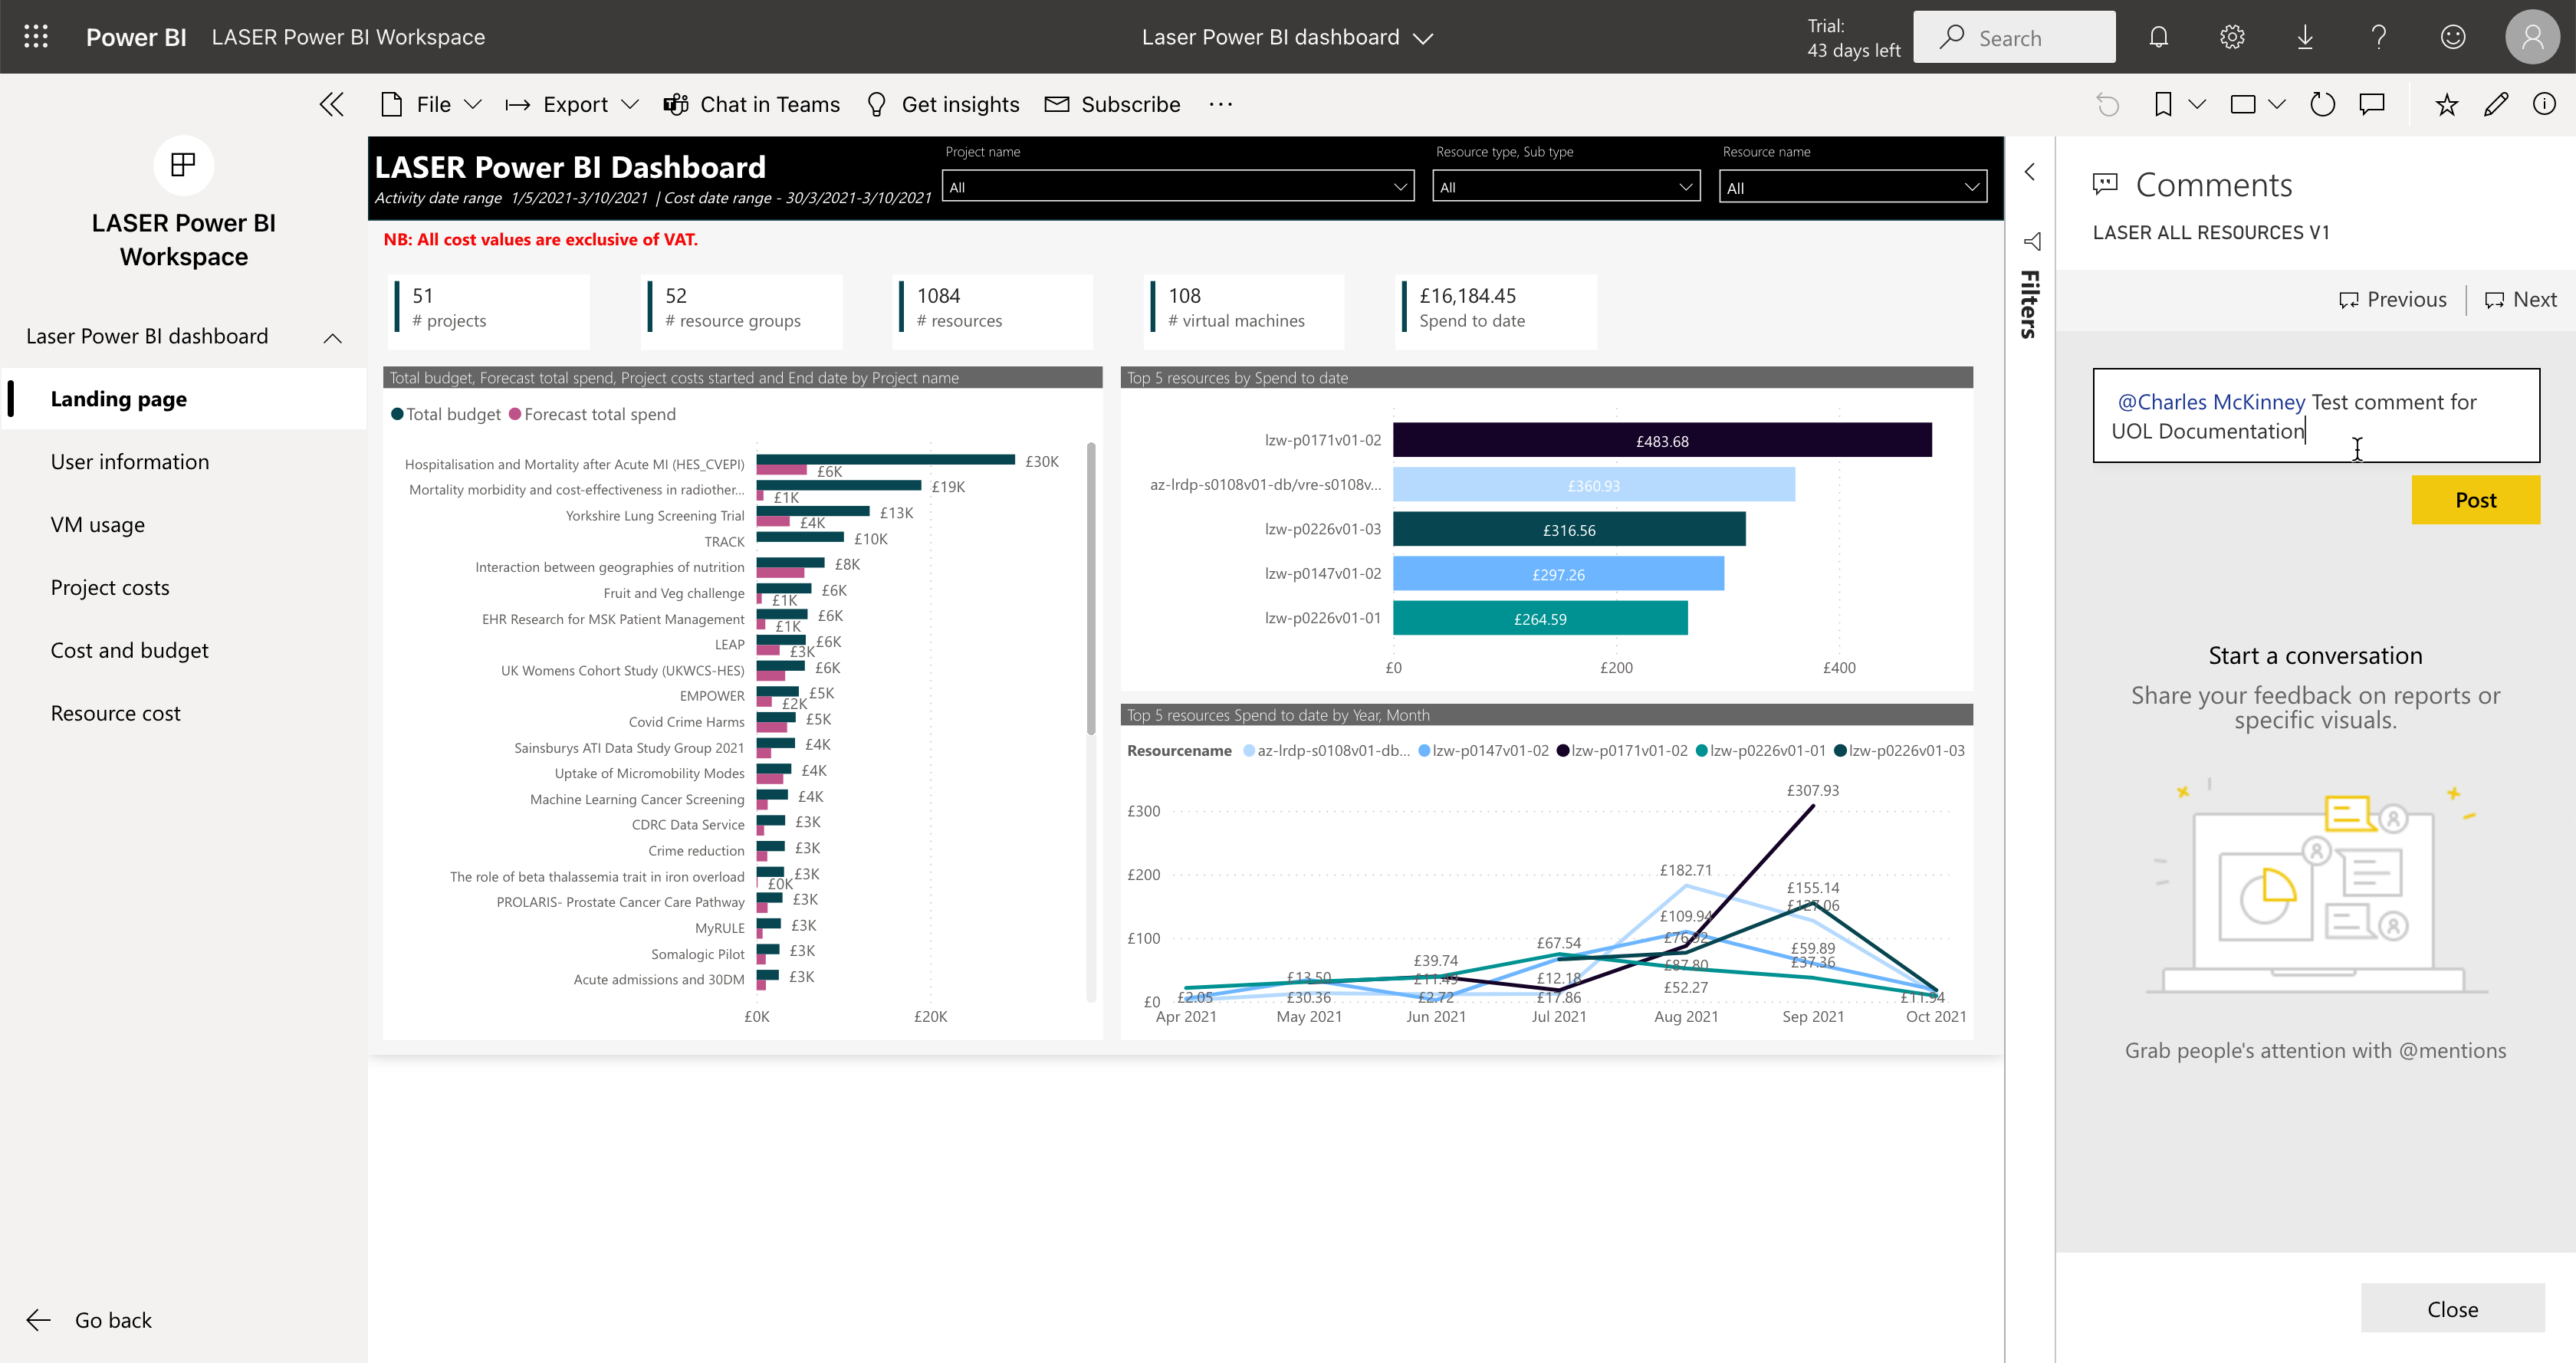 Power BI LASER Power BI Workspace
Laser Power BI dashboard
Trial:
43 days left
Search
File
Export
Chat in Teams
Get insights
Subscribe
LASER Power BI
Workspace
Laser Power BI dashboard
Landing page
User information
VM usage
Project costs
Cost and budget
Resource cost
Go back
LASER Power BI Dashboard
Activity date range 1/5/2021-3/10/2021 | Cost date range - 30/3/2021-3/10/2021
Project name
All
Resource type, Sub type
All
Resource name
All
NB: All cost values are exclusive of VAT.
51
# projects
52
# resource groups
1084
# resources
108
# virtual machines
£16,184.45
Spend to date
Total budget, Forecast total spend, Project costs started and End date by Project name
Total budget Forecast total spend
Hospitalisation and Mortality after Acute MI (HES_CVEPI) £30K
£6K
Mortality morbidity and cost-effectiveness in radiother... £19K
£1K
Yorkshire Lung Screening Trial £13K
£4K
TRACK £10K
Interaction between geographies of nutrition £8K
Fruit and Veg challenge £6K
£1K
EHR Research for MSK Patient Management £6K
£1K
LEAP £6K
£3K
UK Womens Cohort Study (UKWCS-HES) £6K
EMPOWER £5K
£2K
Covid Crime Harms £5K
Sainsburys ATI Data Study Group 2021 £4K
Uptake of Micromobility Modes £4K
Machine Learning Cancer Screening £4K
CDRC Data Service £3K
Crime reduction £3K
The role of beta thalassemia trait in iron overload £3K
£0K
PROLARIS- Prostate Cancer Care Pathway £3K
MyRULE £3K
Somalogic Pilot £3K
Acute admissions and 30DM £3K
£0K £20K
Top 5 resources by Spend to date
lzw-p0171v01-02 £483.68
az-lrdp-s0108v01-db/vre-s0108v... £360.93
lzw-p0226v01-03 £316.56
lzw-p0147v01-02 £297.26
lzw-p0226v01-01 £264.59
£0 £200 £400
Top 5 resources Spend to date by Year, Month
Resourcename az-lrdp-s0108v01-db... lzw-p0147v01-02 lzw-p0171v01-02 lzw-p0226v01-01 lzw-p0226v01-03
£307.93
£300
£182.71
£200
£155.14
£127.06
£109.94
£100
£76.92
£67.54
£59.89
£39.74
£37.36
£87.80
£13.50
£11.49
£12.18
£52.27
£0 £2.05 £30.36 £2.72 £17.86 £11.94
Apr 2021 May 2021 Jun 2021 Jul 2021 Aug 2021 Sep 2021 Oct 2021
Filters
Comments
LASER ALL RESOURCES V1
Previous Next
@Charles McKinney Test comment for
UOL Documentation
Post
Start a conversation
Share your feedback on reports or
specific visuals.
Grab people's attention with @mentions
Close